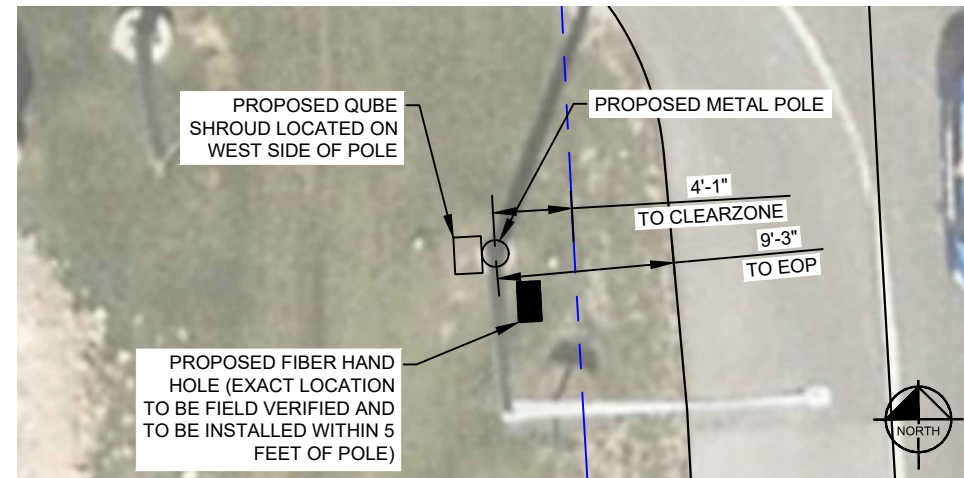 PROPOSED QUBE
SHROUD LOCATED ON
WEST SIDE OF POLE
PROPOSED METAL POLE
4'-1"
TO CLEARZONE
9'-3"
TO EOP
PROPOSED FIBER HAND
HOLE (EXACT LOCATION
TO BE FIELD VERIFIED AND
TO BE INSTALLED WITHIN 5
FEET OF POLE)
NORTH